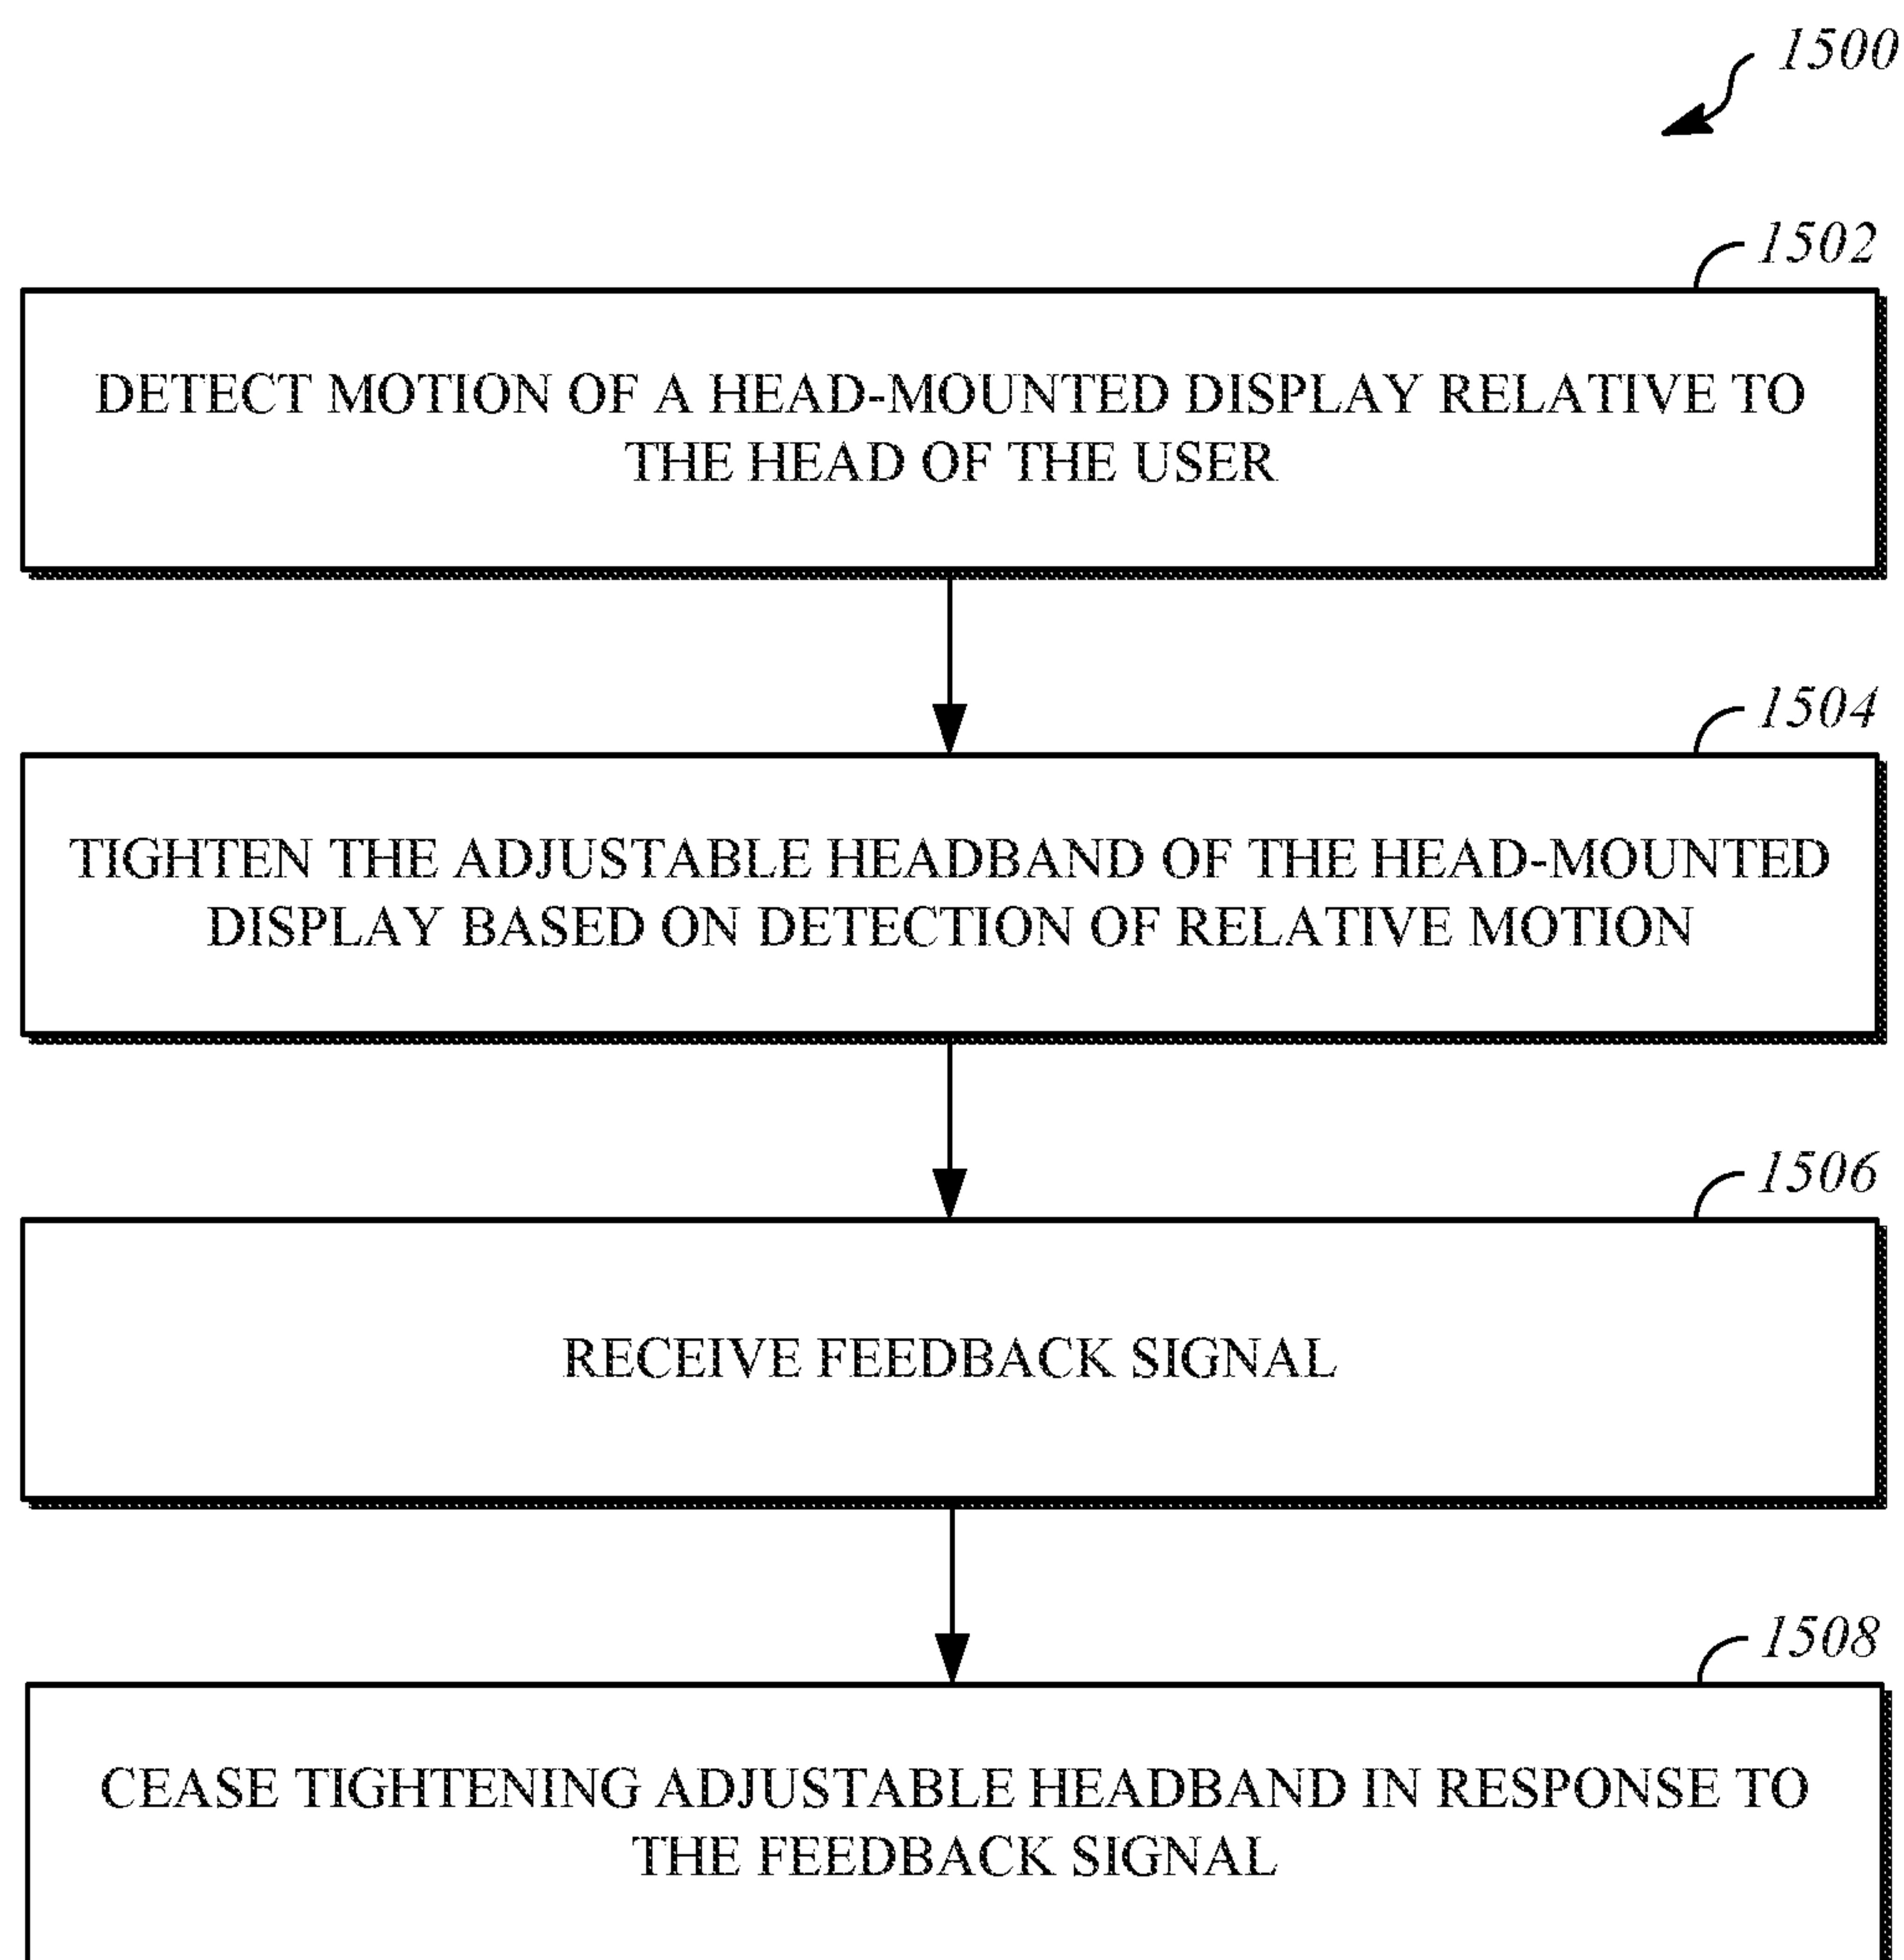 1500
1502
DETECT MOTION OF A HEAD-MOUNTED DISPLAY RELATIVE TO
THE HEAD OF THE USER
1504
TIGHTEN THE ADJUSTABLE HEADBAND OF THE HEAD-MOUNTED
DISPLAY BASED ON DETECTION OF RELATIVE MOTION
1506
RECEIVE FEEDBACK SIGNAL
1508
CEASE TIGHTENING ADJUSTABLE HEADBAND IN RESPONSE TO
THE FEEDBACK SIGNAL